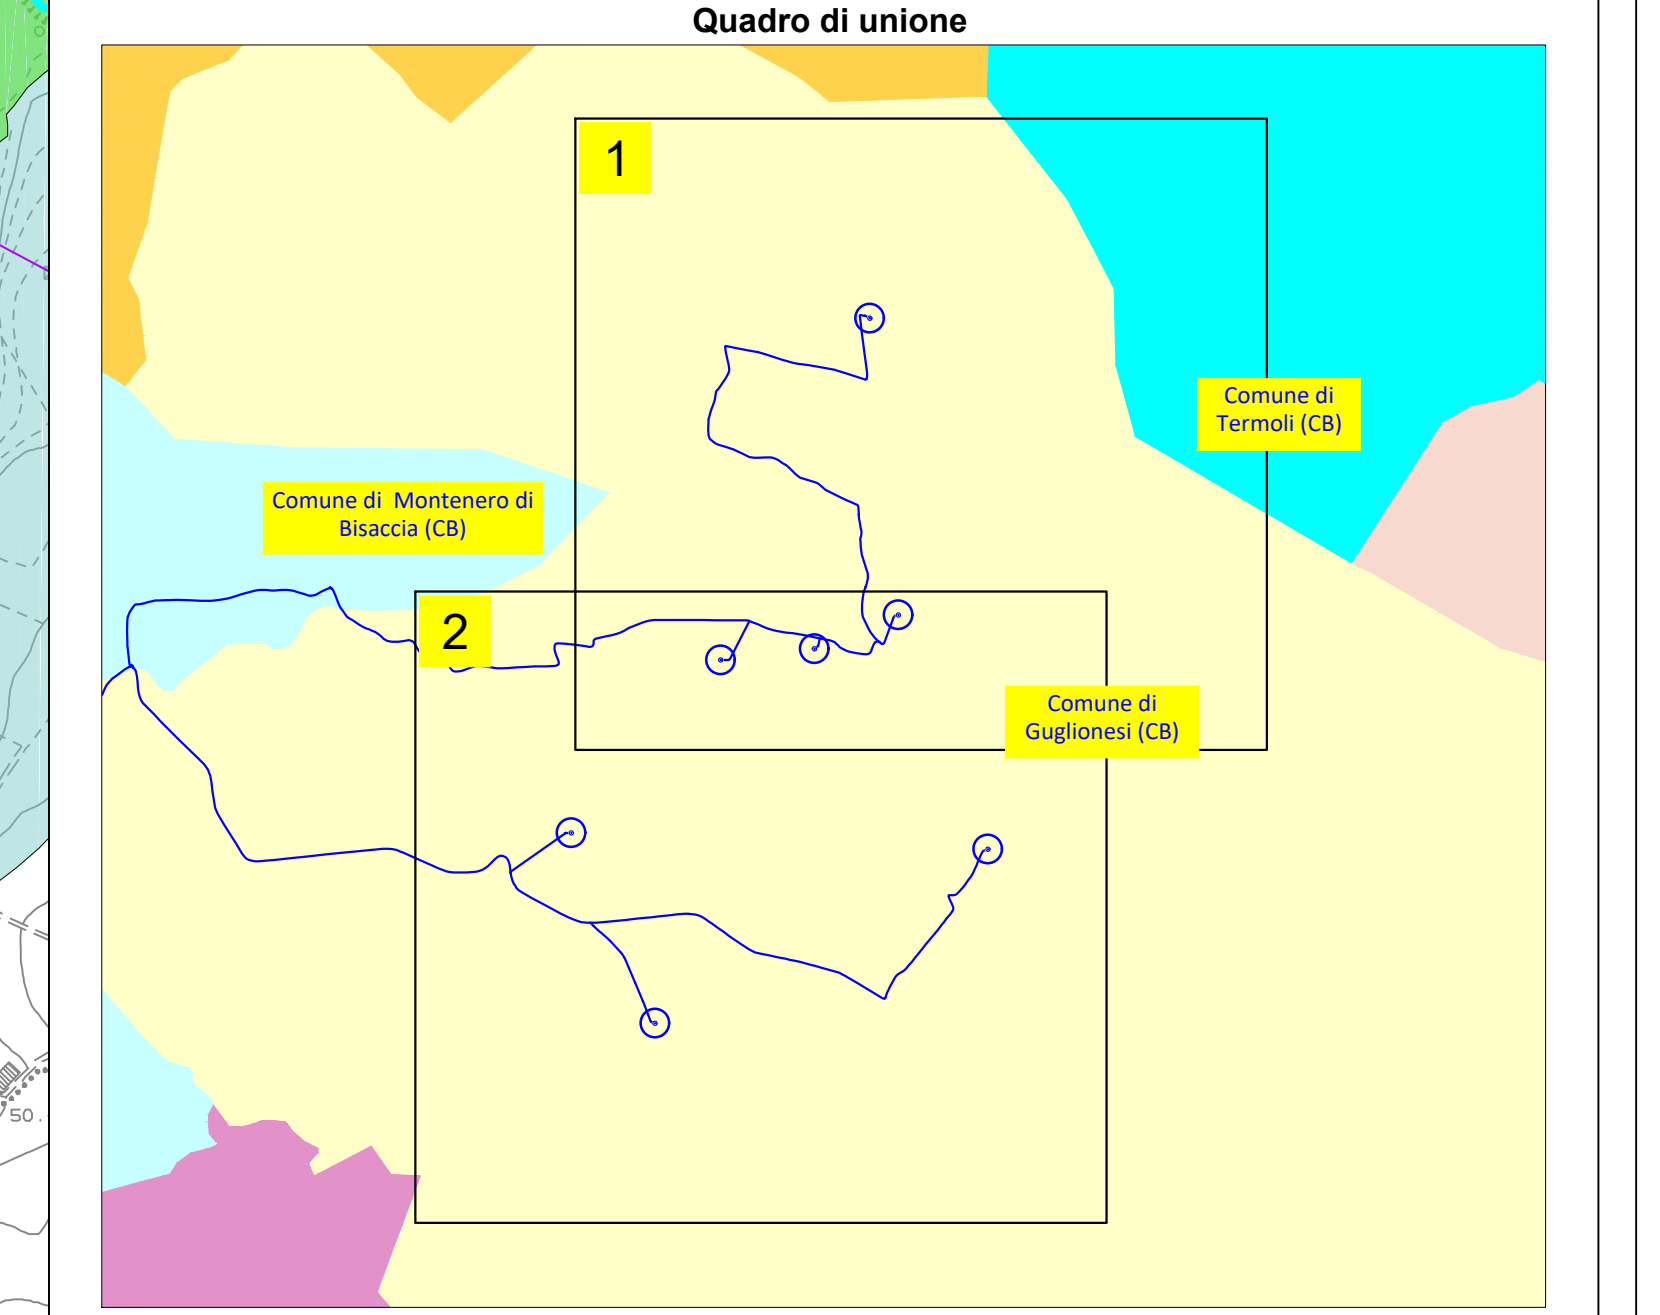 Quadro di unione
1
Comune di
Termoli (CB)
Comune di Montenero di
Bisaccia (CB)
2
Comune di
Guglionesi (CB)
50.